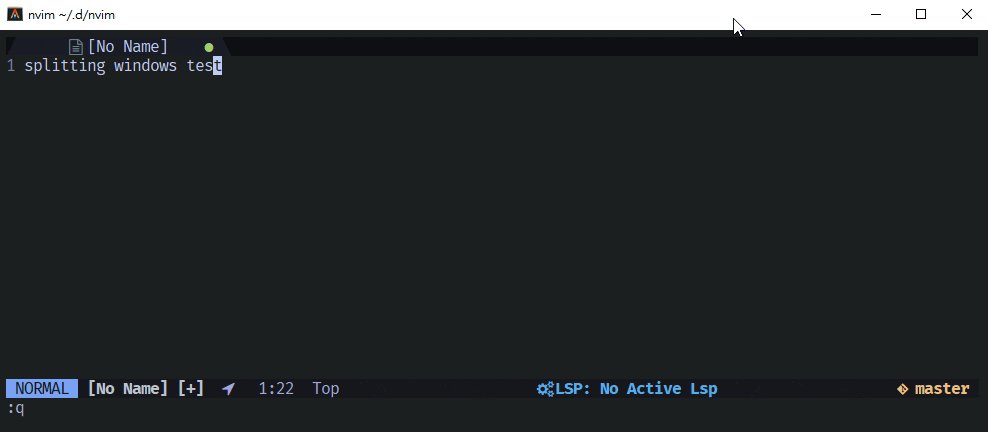 nvim ~/.d/nvim
[No Name]
1 splitting windows test
NORMAL [No Name] [+] 1:22 Top LSP: No Active Lsp master
:q